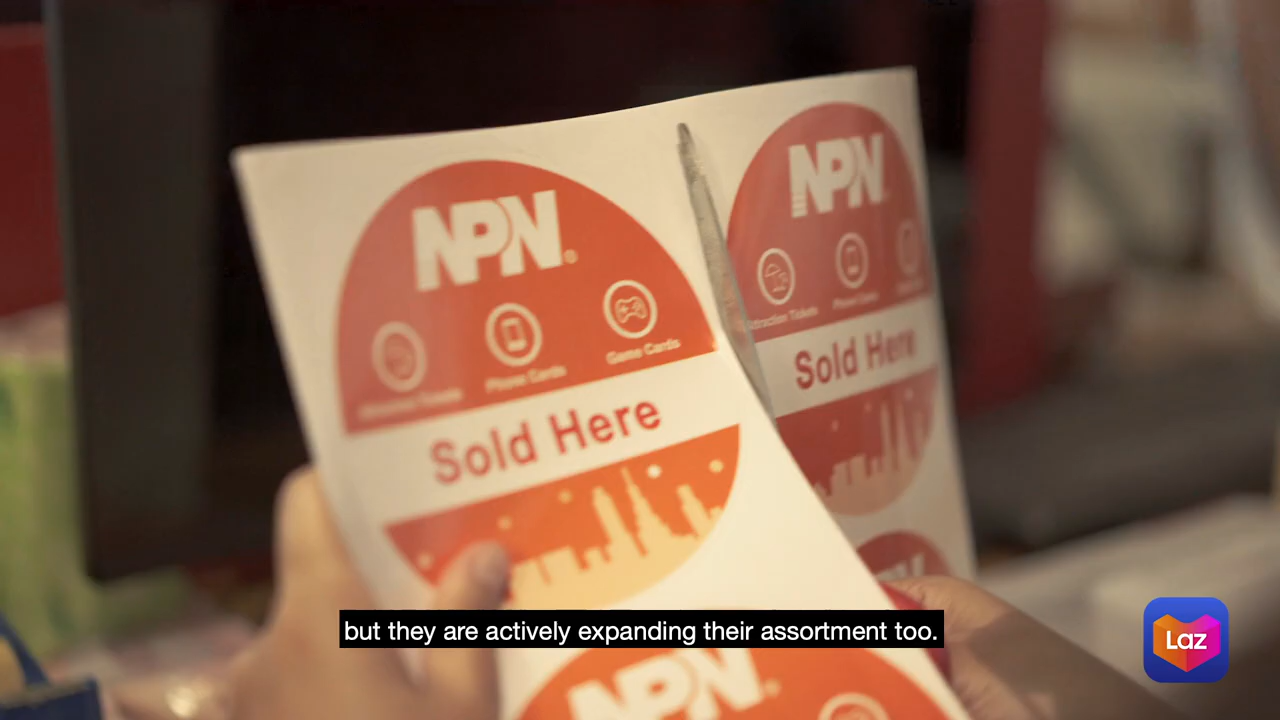 NPN
Phone Cards
Game Cards
Sold Here
NPN
Attraction Tickets
Phone Cards
Sold Here
but they are actively expanding their assortment too.
NPN
Laz